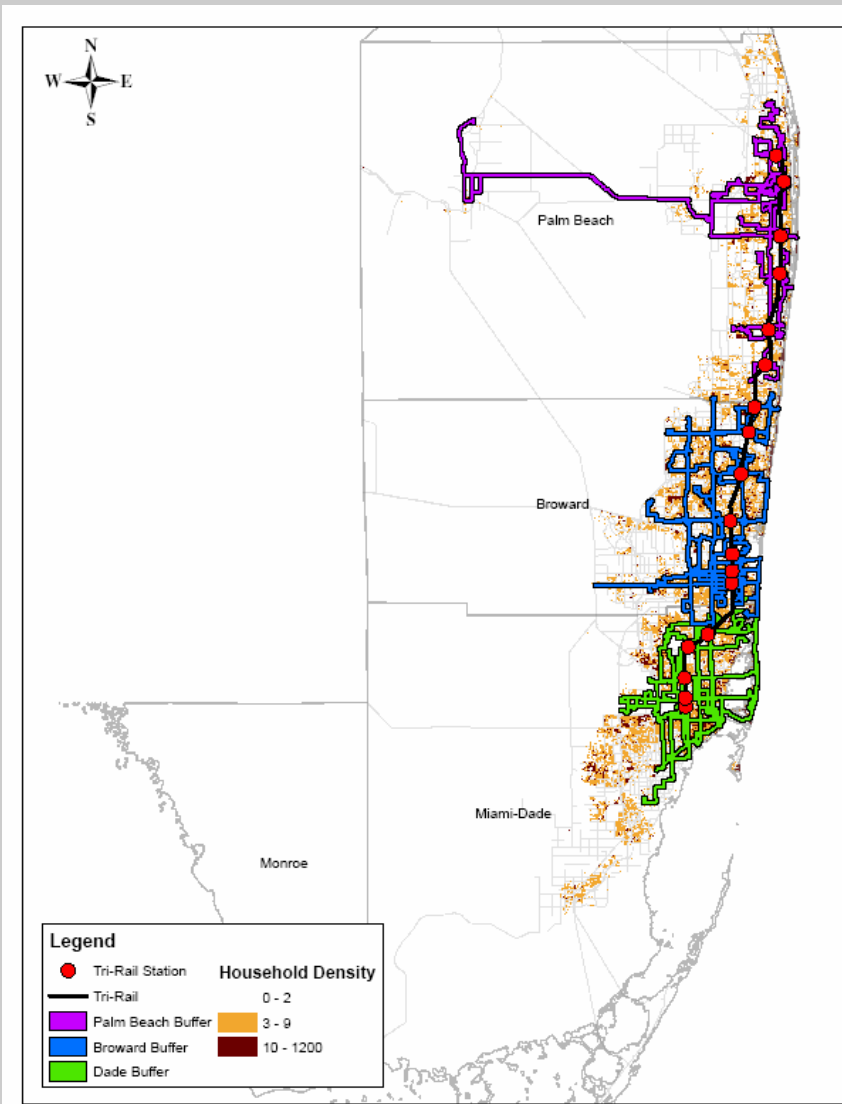 N
W E
S
Palm Beach
Broward
Miami-Dade
Monroe
Legend
Tri-Rail Station
Tri-Rail
Palm Beach Buffer
Broward Buffer
Dade Buffer
Household Density
0 - 2
3 - 9
10 - 1200